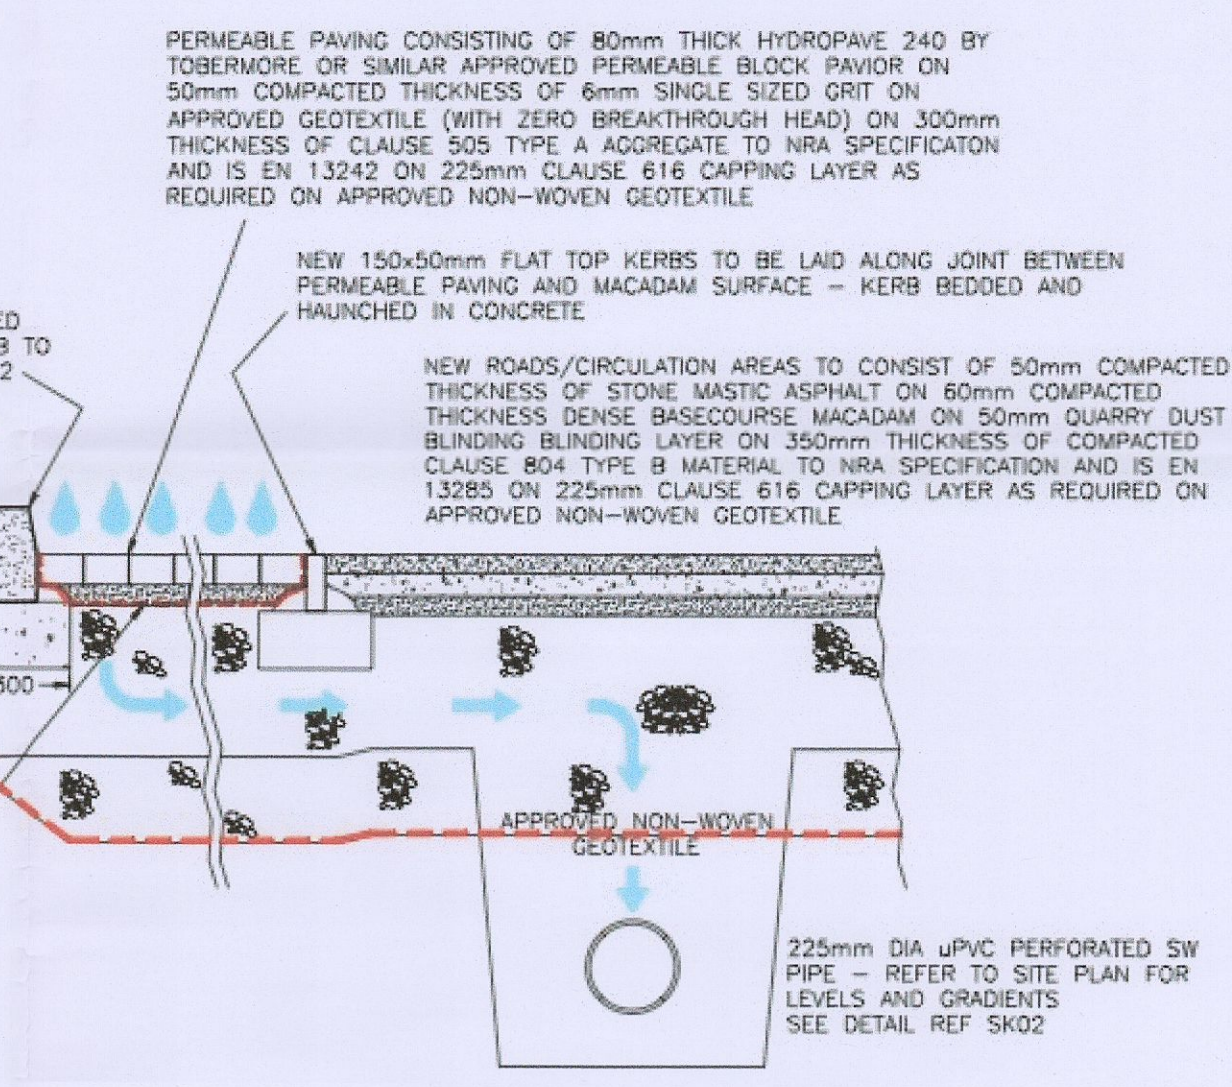 PERMEABLE PAVING CONSISTING OF 80mm THICK HYDROPAVE 240 BY
TOBERMORE OR SIMILAR APPROVED PERMEABLE BLOCK PAVIOR ON
50mm COMPACTED THICKNESS OF 6mm SINGLE SIZED GRIT ON
APPROVED GEOTEXTILE (WITH ZERO BREAKTHROUGH HEAD) ON 300mm
THICKNESS OF CLAUSE 505 TYPE A AGGREGATE TO NRA SPECIFICATON
AND IS EN 13242 ON 225mm CLAUSE 616 CAPPING LAYER AS
REQUIRED ON APPROVED NON-WOVEN GEOTEXTILE
NEW 150x50mm FLAT TOP KERBS TO BE LAID ALONG JOINT BETWEEN
PERMEABLE PAVING AND MACADAM SURFACE - KERB BEDDED AND
HAUNCHED IN CONCRETE
ED
B TO
2
NEW ROADS/CIRCULATION AREAS TO CONSIST OF 50mm COMPACTED
THICKNESS OF STONE MASTIC ASPHALT ON 60mm COMPACTED
THICKNESS DENSE BASECOURSE MACADAM ON 50mm QUARRY DUST
BLINDING BLINDING LAYER ON 350mm THICKNESS OF COMPACTED
CLAUSE 804 TYPE B MATERIAL TO NRA SPECIFICATION AND IS EN
13285 ON 225mm CLAUSE 616 CAPPING LAYER AS REQUIRED ON
APPROVED NON-WOVEN GEOTEXTILE
APPROVED NON-WOVEN
GEOTEXTILE
225mm DIA uPVC PERFORATED SW
PIPE - REFER TO SITE PLAN FOR
LEVELS AND GRADIENTS
SEE DETAIL REF SK02